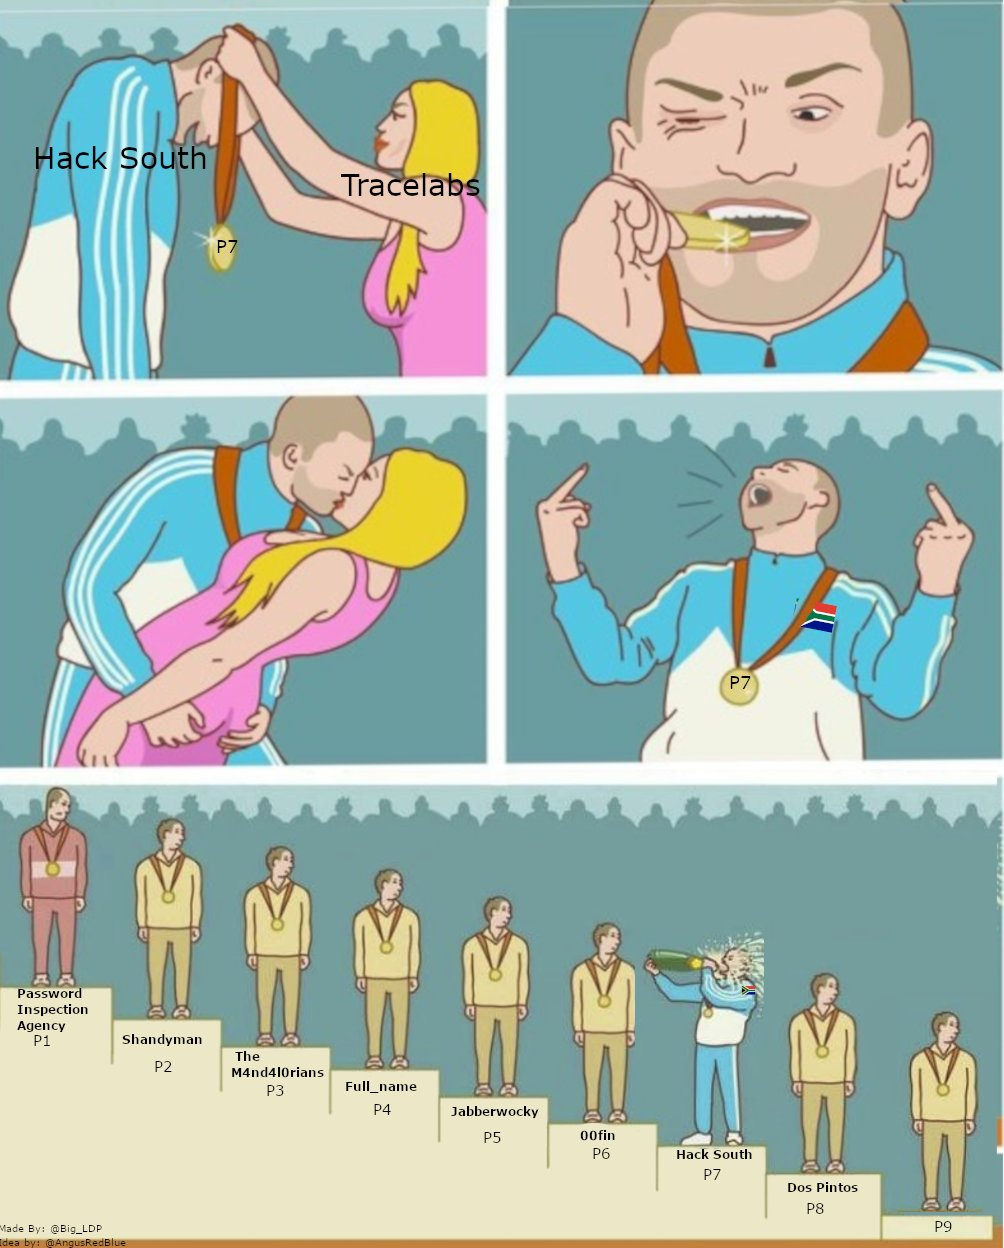 Hack South
Tracelabs
P7
P7
Password
Inspection
Agency
P1
Shandyman
P2
The
M4nd4l0rians
P3
Full_name
P4
Jabberwocky
P5
00fin
P6
Hack South
P7
Dos Pintos
P8
P9
Made By: @Big_LDP
Idea by: @AngusRedBlue